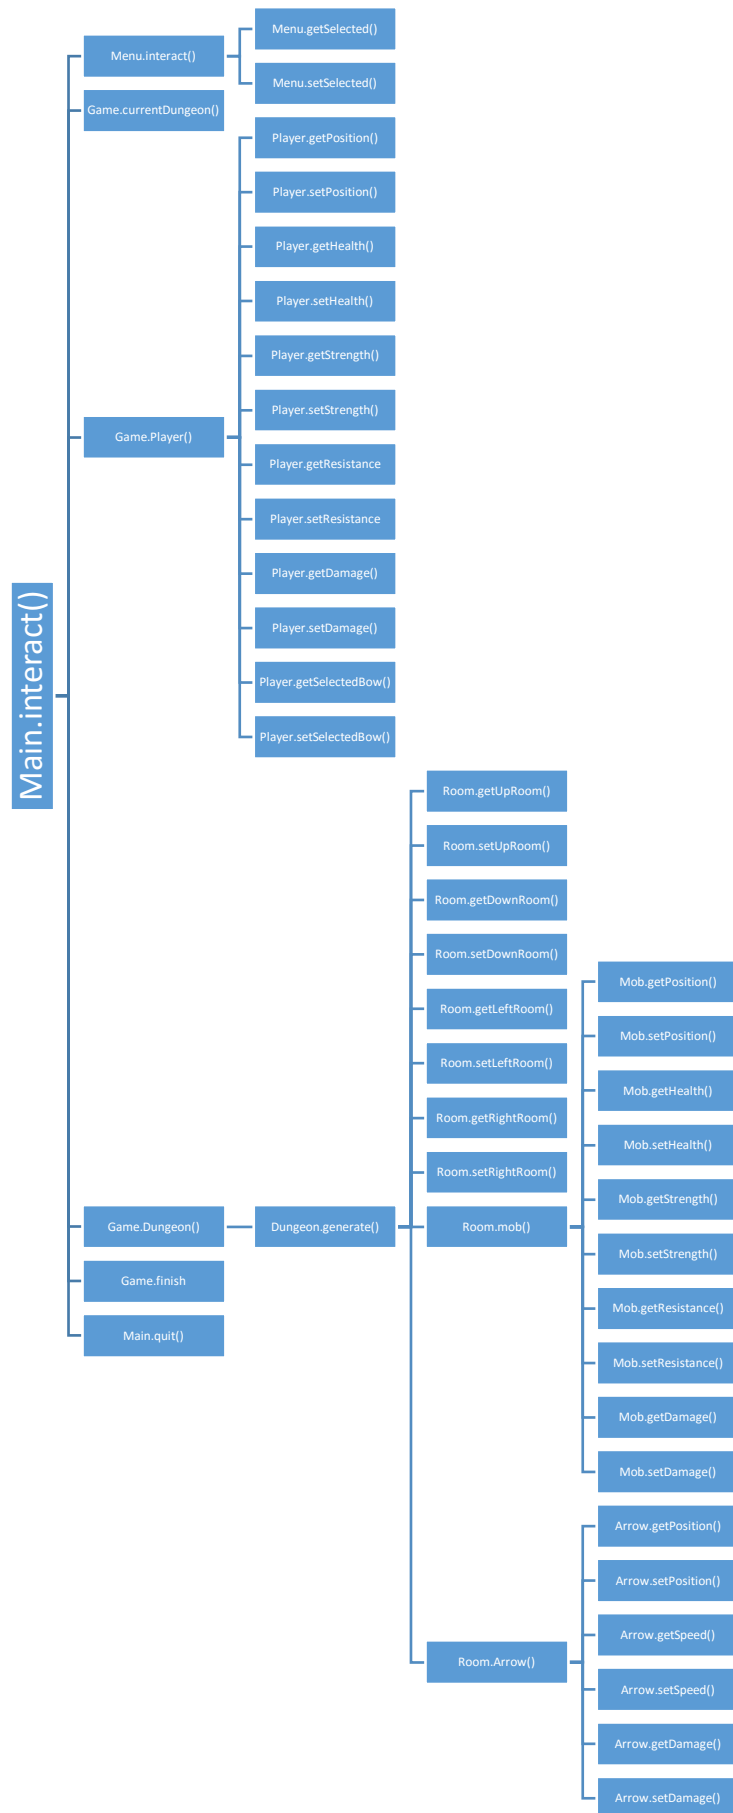 Main.interact()
Menu.interact()
Menu.getSelected()
Menu.setSelected()
Game.currentDungeon()
Game.Player()
Player.getPosition()
Player.setPosition()
Player.getHealth()
Player.setHealth()
Player.getStrength()
Player.setStrength()
Player.getResistance
Player.setResistance
Player.getDamage()
Player.setDamage()
Player.getSelectedBow()
Player.setSelectedBow()
Game.Dungeon()
Dungeon.generate()
Room.getUpRoom()
Room.setUpRoom()
Room.getDownRoom()
Room.setDownRoom()
Room.getLeftRoom()
Room.setLeftRoom()
Room.getRightRoom()
Room.setRightRoom()
Room.mob()
Mob.getPosition()
Mob.setPosition()
Mob.getHealth()
Mob.setHealth()
Mob.getStrength()
Mob.setStrength()
Mob.getResistance()
Mob.setResistance()
Mob.getDamage()
Mob.setDamage()
Room.Arrow()
Arrow.getPosition()
Arrow.setPosition()
Arrow.getSpeed()
Arrow.setSpeed()
Arrow.getDamage()
Arrow.setDamage()
Game.finish
Main.quit()